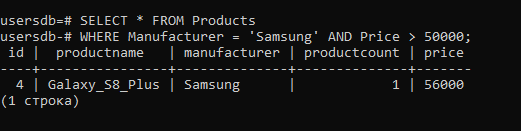 usersdb=# SELECT * FROM Products
usersdb-# WHERE Manufacturer = 'Samsung' AND Price > 50000;
 id |  productname   | manufacturer | productcount | price
----+----------------+--------------+--------------+-------
  4 | Galaxy_S8_Plus | Samsung      |            1 | 56000
(1 строка)